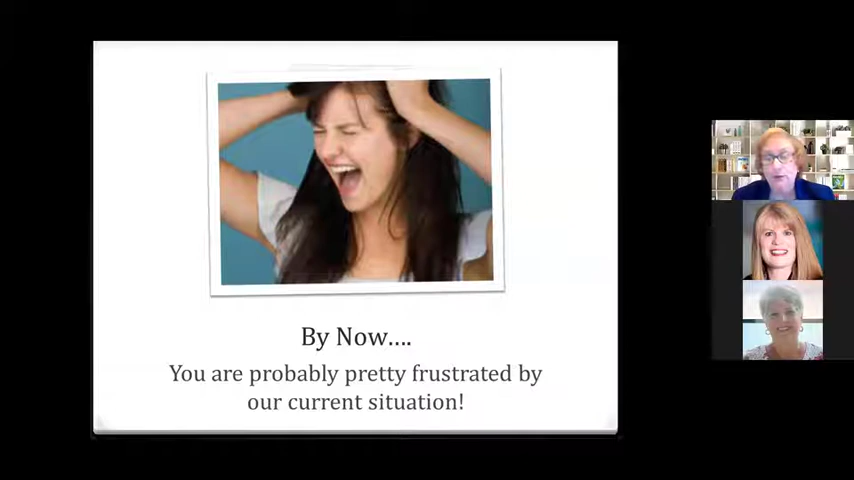 By Now....
You are probably pretty frustrated by
our current situation!